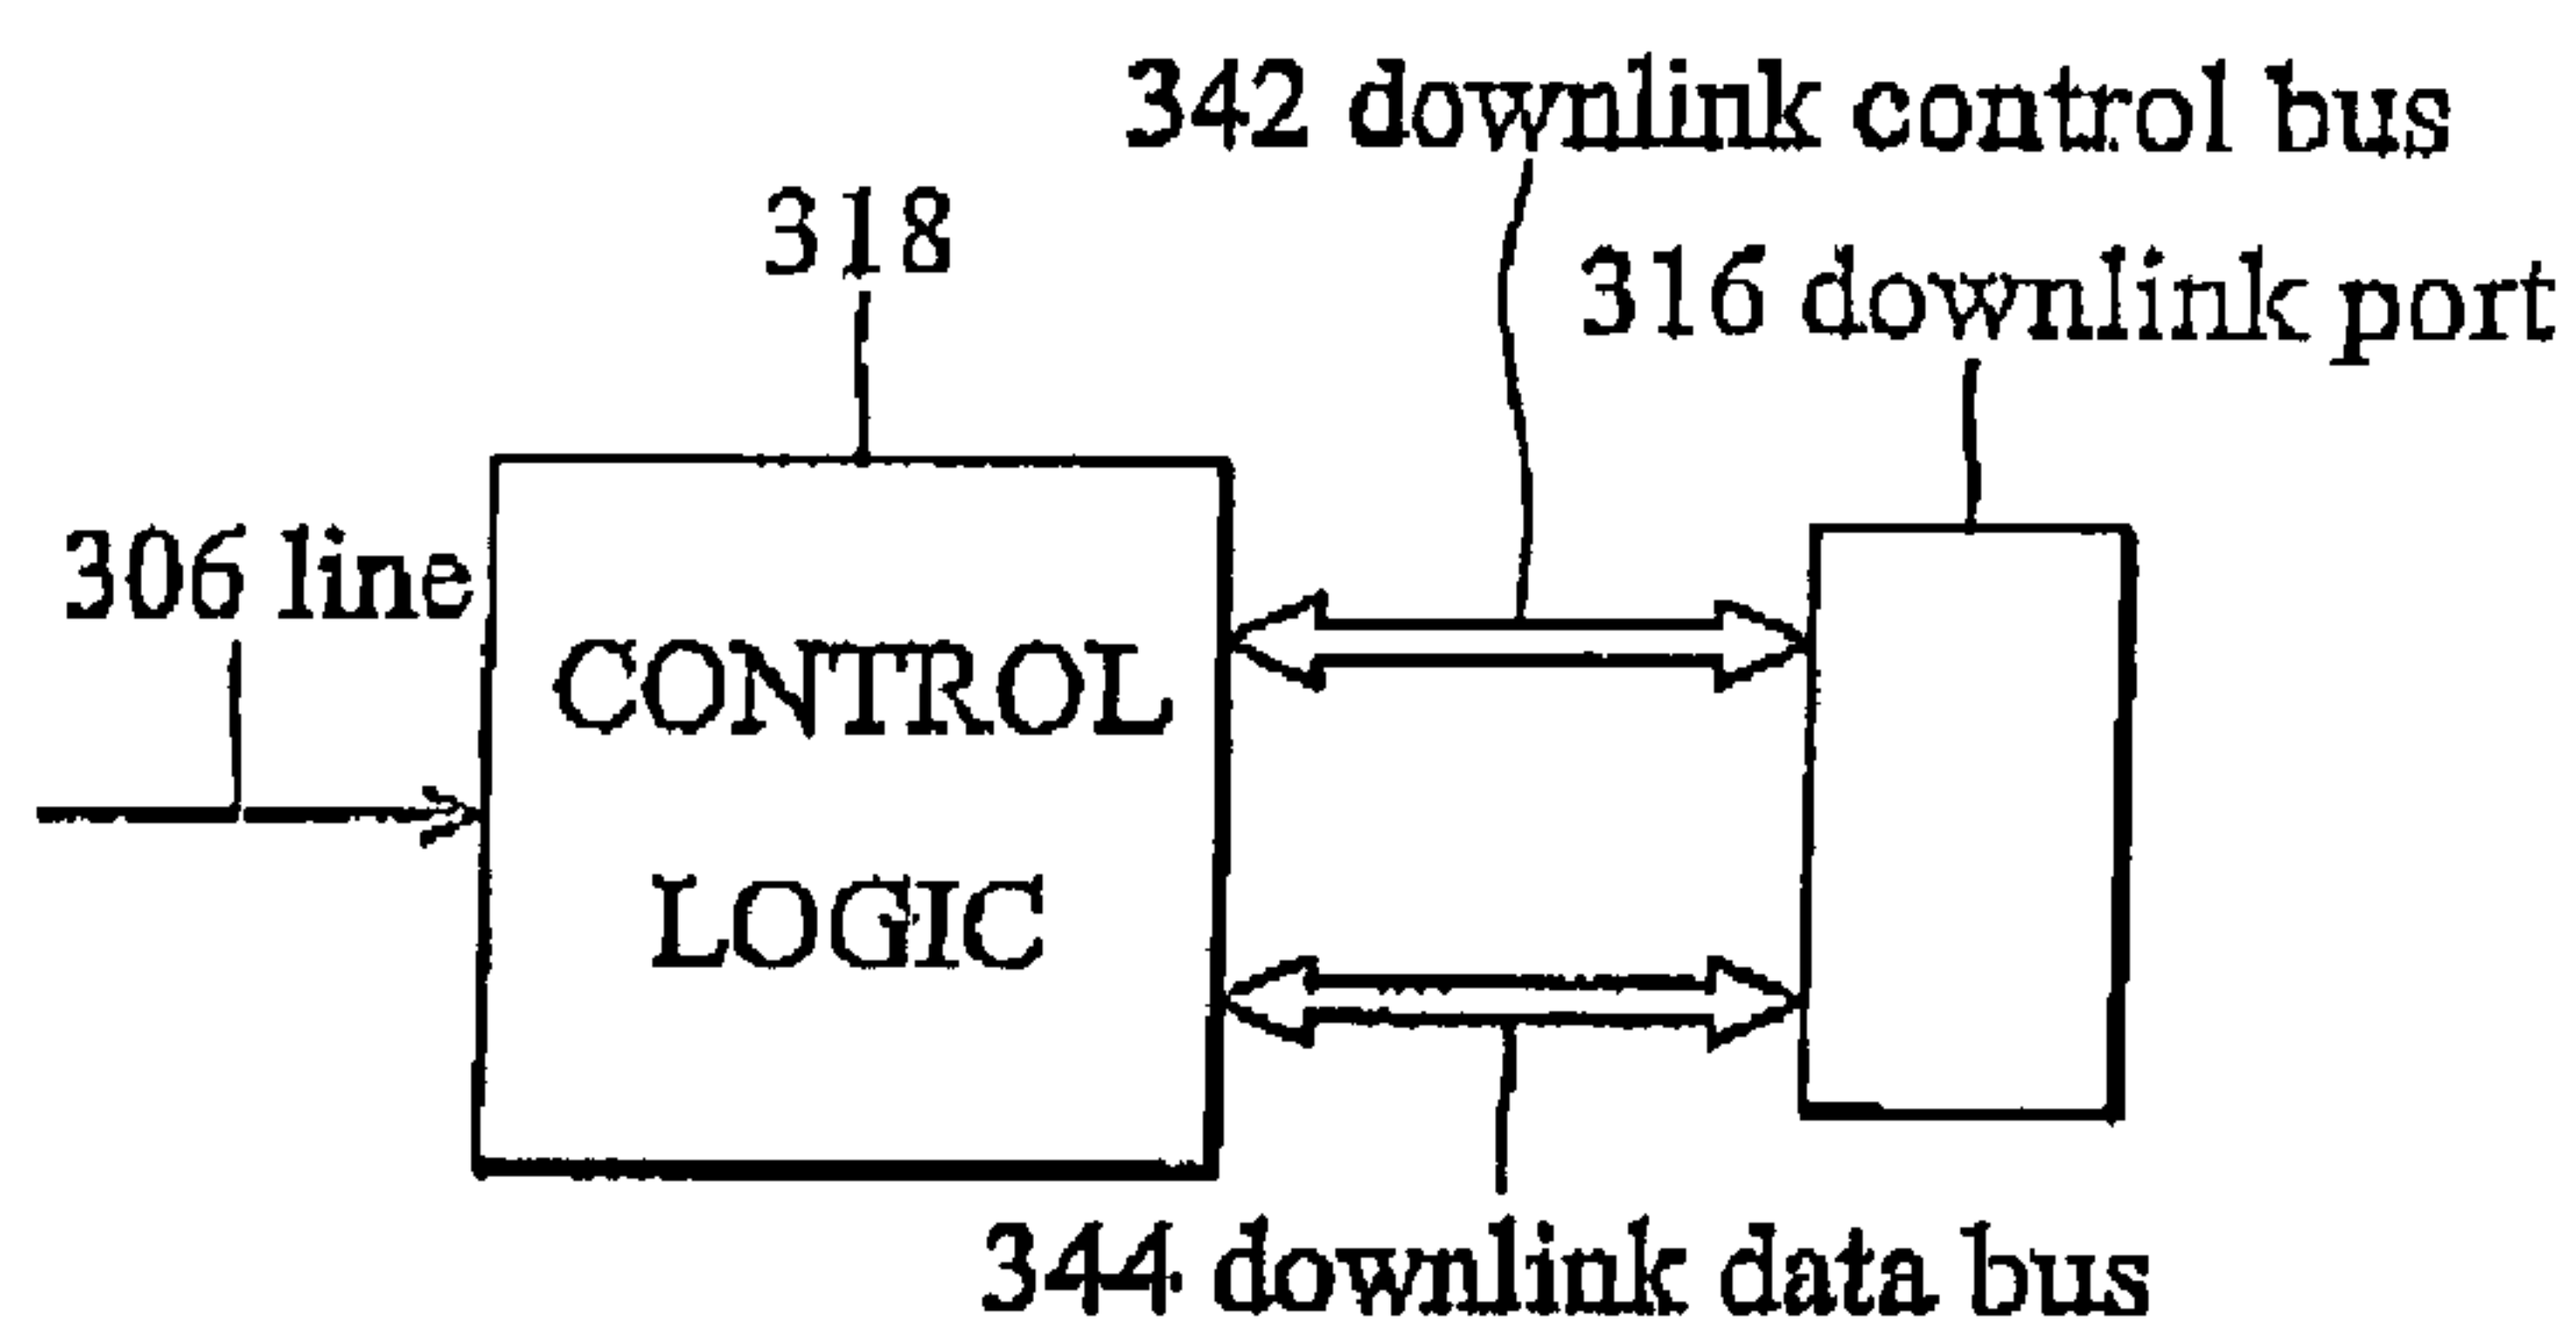 342 downlink control bus
318
316 downlink port
306 line
CONTROL
LOGIC
344 downlink data bus